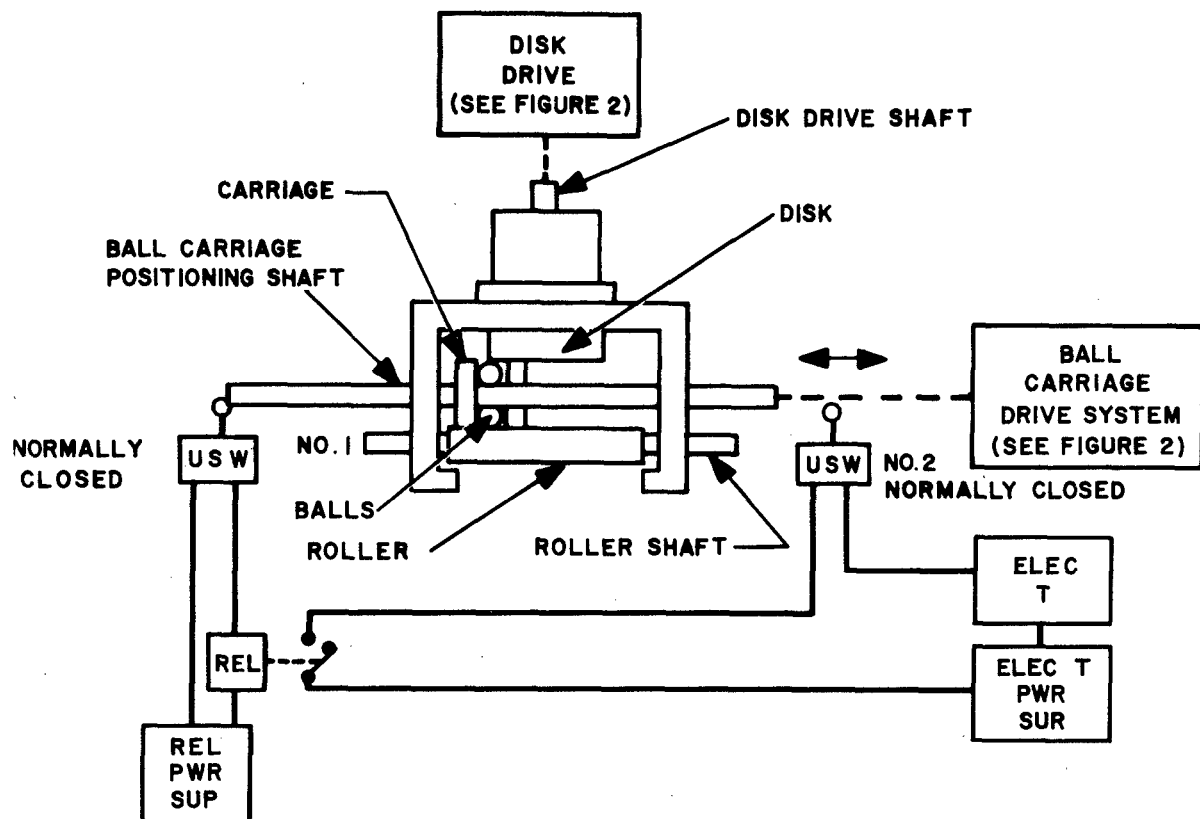 DISK
DRIVE
(SEE FIGURE 2)
DISK DRIVE SHAFT
CARRIAGE
DISK
BALL CARRIAGE
POSITIONING SHAFT
BALL
CARRIAGE
DRIVE SYSTEM
(SEE FIGURE 2)
NORMALLY
CLOSED
USW
NO. 1
USW
NO. 2
NORMALLY CLOSED
BALLS
ROLLER
ROLLER SHAFT
ELEC
T
REL
ELEC T
PWR
SUR
REL
PWR
SUP